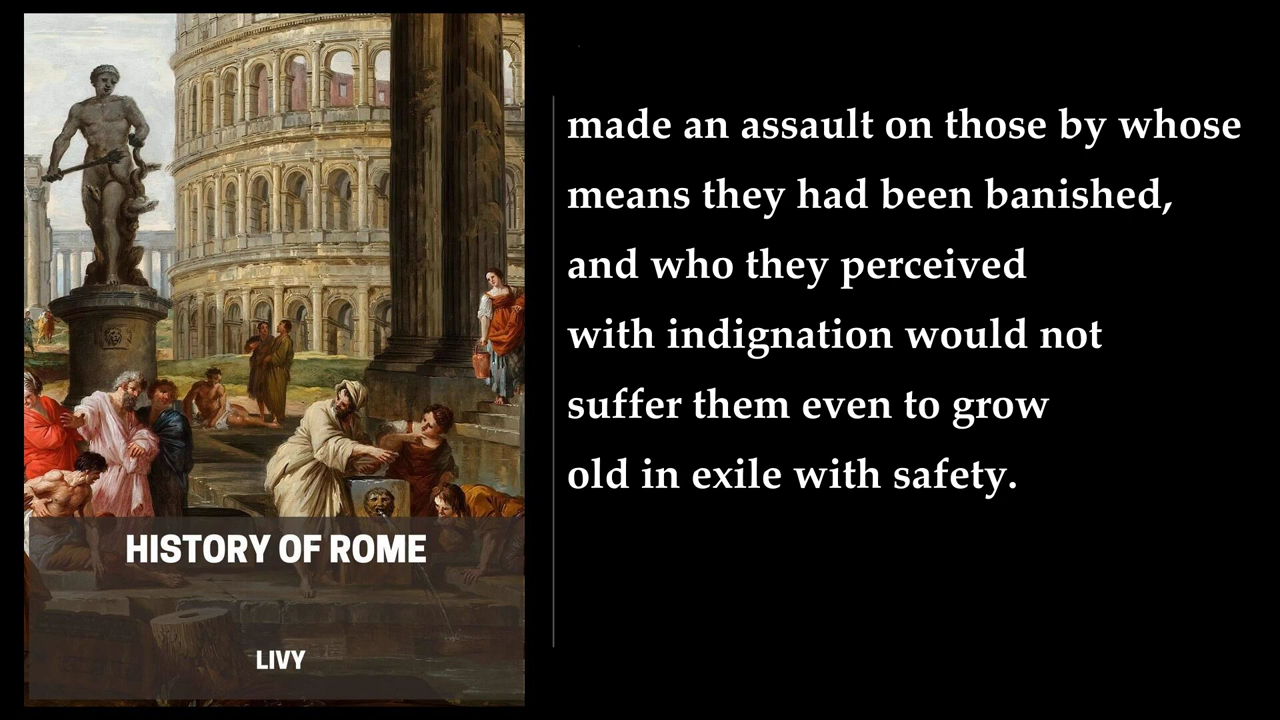 made an assault on those by whose
means they had been banished,
and who they perceived
with indignation would not
suffer them even to grow
old in exile with safety.
HISTORY OF ROME
LIVY